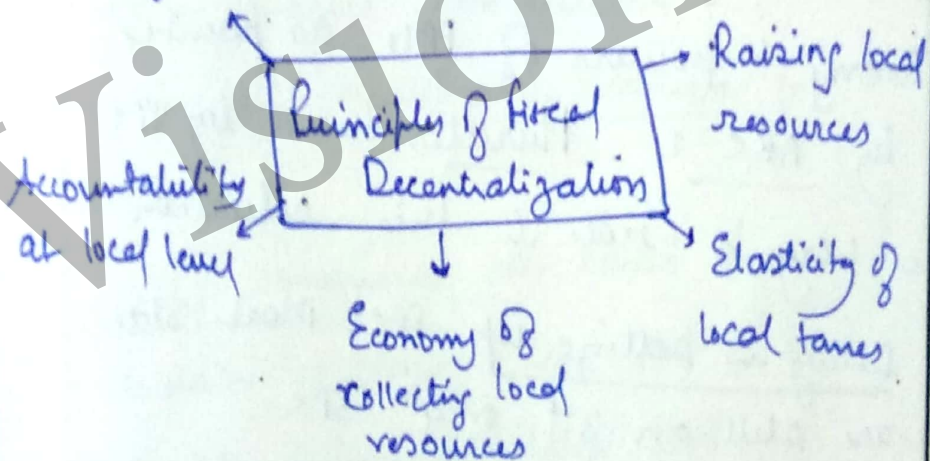 Vision
Principles of Fiscal
Decentralization
Raising local
resources
Accountability
at local level
Elasticity of
local taxes
Economy of
collecting local
resources